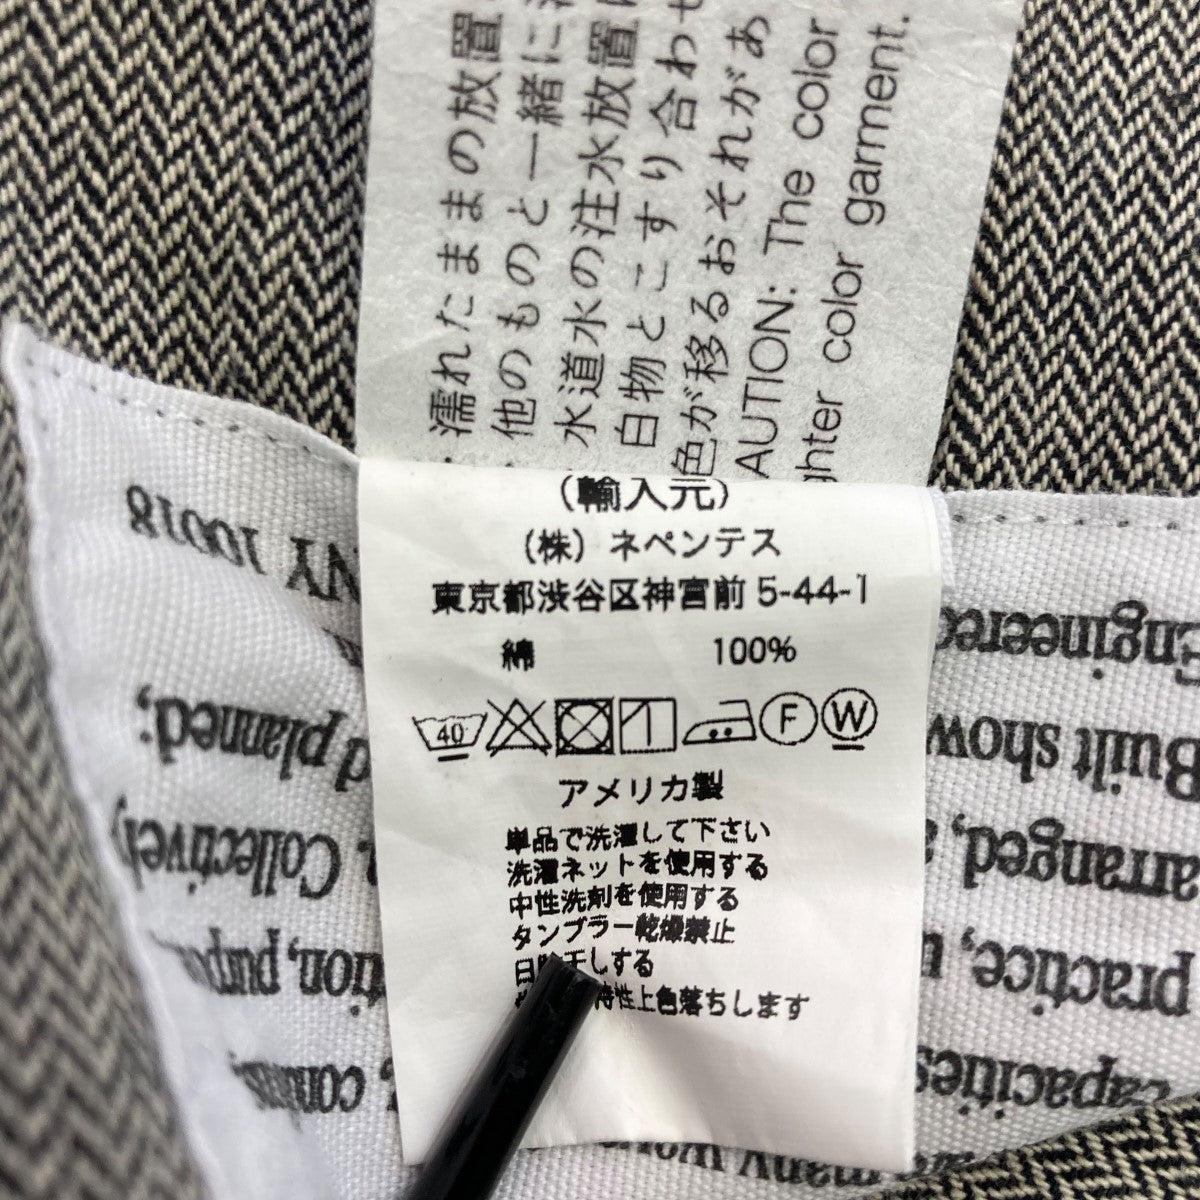 濡れたままの放置
他のものと一緒に
水道水の注水放置
白物とこすり合わせ
色が移るおそれがあ
AUTION: The color
ghter color garment.
(輸入元)
(株) ネペンテス
東京都渋谷区神宮前 5-44-1
綿 100%
40 F W
アメリカ製
単品で洗濯して下さい
洗濯ネットを使用する
中性洗剤を使用する
タンブラー乾燥禁止
日陰干しする
特性上色落ちします
NY 10018
Engineered
Built show
d planned;
arranged, a
Collectively
practice,
tion, purpo
capacities
many wor